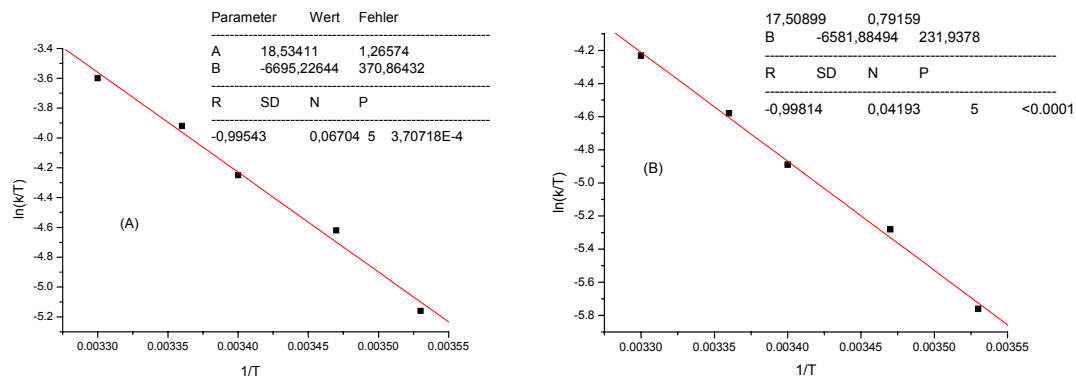 Parameter Wert Fehler
A 18,53411 1,26574
B -6695,22644 370,86432
R SD N P
-0,99543 0,06704 5 3,70718E-4
-3.4
-3.6
-3.8
-4.0
-4.2
-4.4
-4.6
-4.8
-5.0
-5.2
ln(k/T)
(A)
0.00330 0.00335 0.00340 0.00345 0.00350 0.00355
1/T
17,50899 0,79159
B -6581,88494 231,9378
R SD N P
-0,99814 0,04193 5 <0.0001
-4.2
-4.4
-4.6
-4.8
-5.0
-5.2
-5.4
-5.6
-5.8
ln(k/T)
(B)
0.00330 0.00335 0.00340 0.00345 0.00350 0.00355
1/T